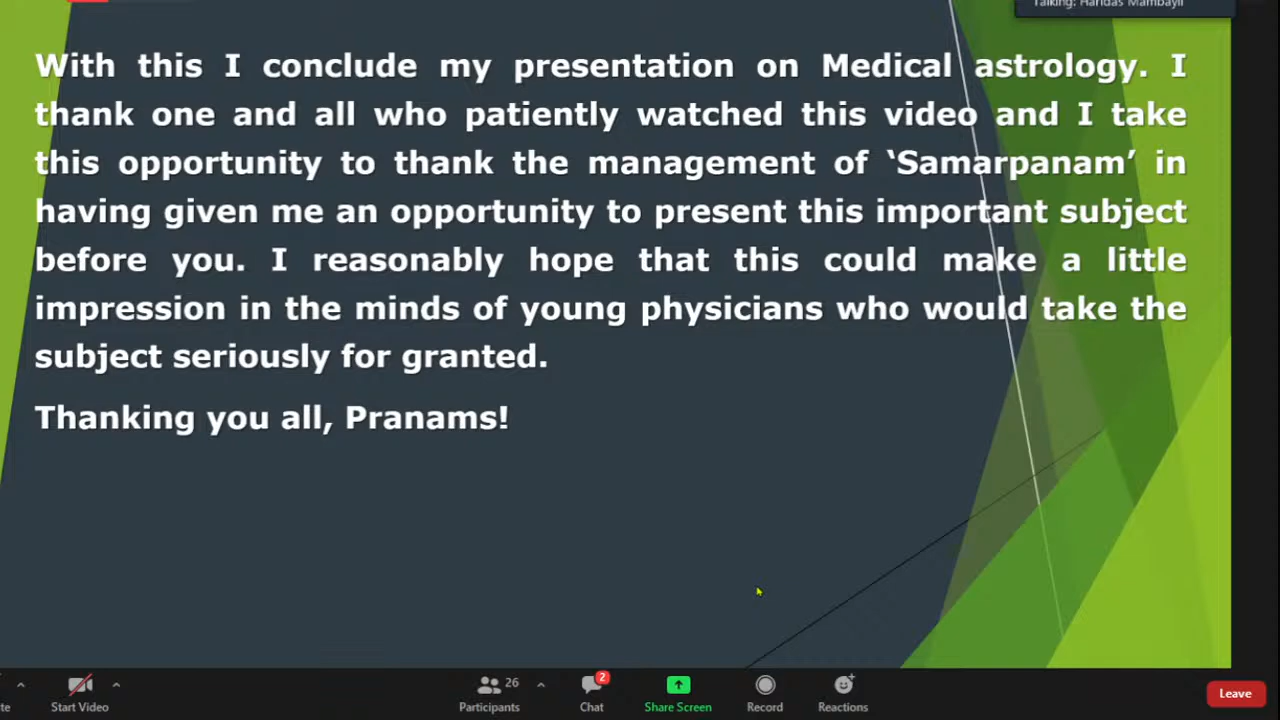 Talking: Haridas Mambayil
With this I conclude my presentation on Medical astrology. I
thank one and all who patiently watched this video and I take
this opportunity to thank the management of ‘Samarpanam’ in
having given me an opportunity to present this important subject
before you. I reasonably hope that this could make a little
impression in the minds of young physicians who would take the
subject seriously for granted.
Thanking you all, Pranams!
26
2
te Start Video Participants Chat Share Screen Record Reactions Leave